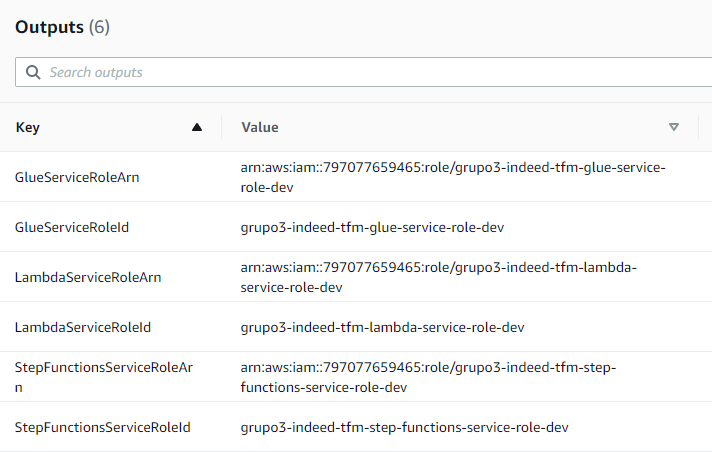 Outputs (6)
Search outputs
Key Value
GlueServiceRoleArn
arn:aws:iam::797077659465:role/grupo3-indeed-tfm-glue-service-
role-dev
GlueServiceRoleId
grupo3-indeed-tfm-glue-service-role-dev
LambdaServiceRoleArn
arn:aws:iam::797077659465:role/grupo3-indeed-tfm-lambda-
service-role-dev
LambdaServiceRoleId
grupo3-indeed-tfm-lambda-service-role-dev
StepFunctionsServiceRoleAr
n
arn:aws:iam::797077659465:role/grupo3-indeed-tfm-step-
functions-service-role-dev
StepFunctionsServiceRoleId
grupo3-indeed-tfm-step-functions-service-role-dev